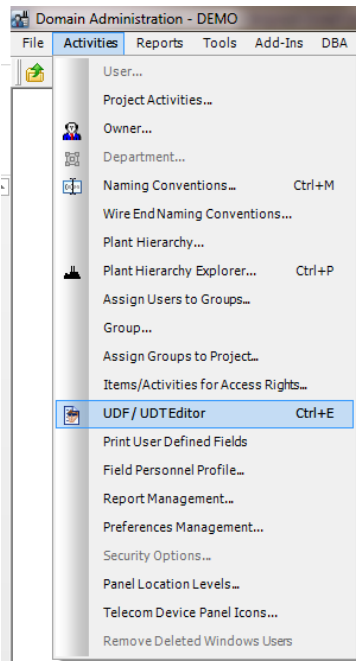 Domain Administration - DEMO
File Activities Reports Tools Add-Ins DBA
User...
Project Activities...
Owner...
Department...
Naming Conventions... Ctrl+M
Wire End Naming Conventions...
Plant Hierarchy...
Plant Hierarchy Explorer... Ctrl+P
Assign Users to Groups...
Group...
Assign Groups to Project...
Items/Activities for Access Rights...
UDF / UDT Editor Ctrl+E
Print User Defined Fields
Field Personnel Profile...
Report Management...
Preferences Management...
Security Options...
Panel Location Levels...
Telecom Device Panel Icons...
Remove Deleted Windows Users